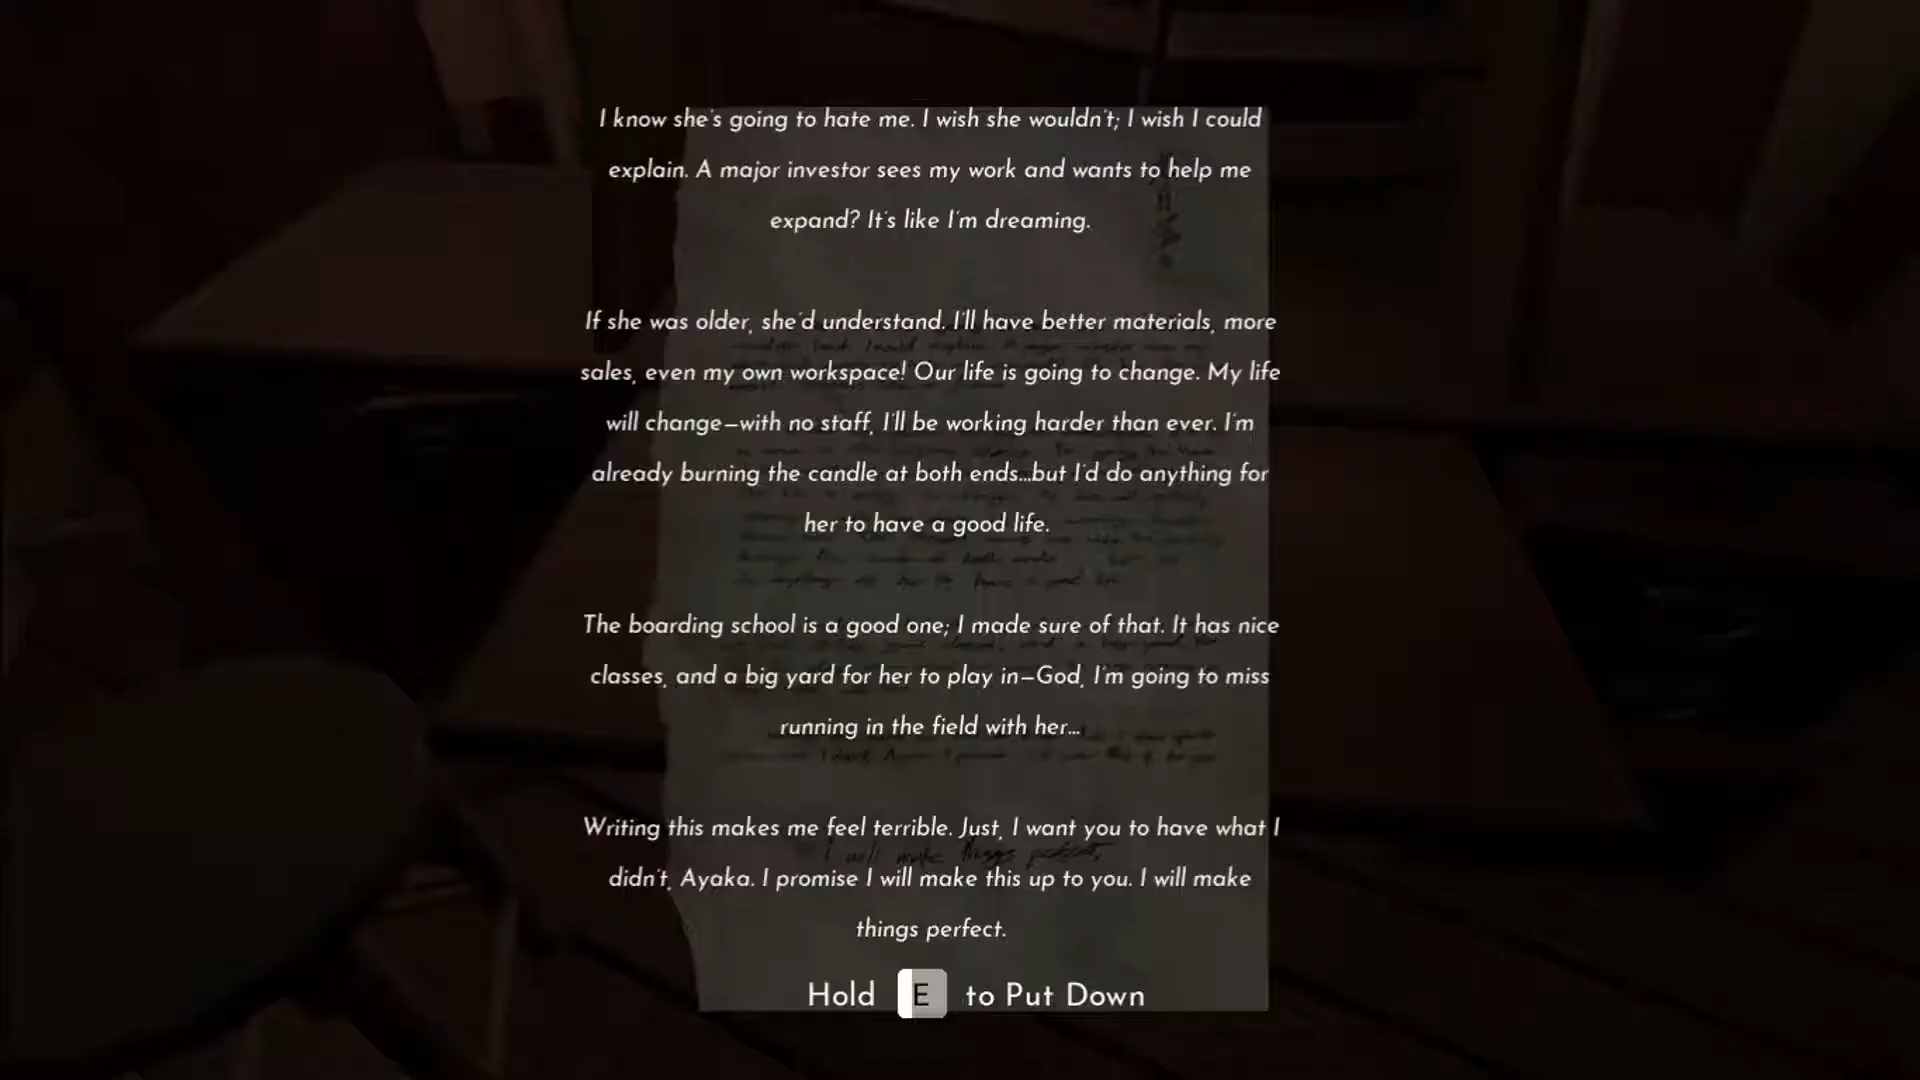 I know she's going to hate me. I wish she wouldn't; I wish I could
explain. A major investor sees my work and wants to help me
expand? It's like I'm dreaming.
If she was older, she'd understand. I'll have better materials, more
sales, even my own workspace! Our life is going to change. My life
will change—with no staff, I'll be working harder than ever. I'm
already burning the candle at both ends...but I'd do anything for
her to have a good life.
The boarding school is a good one; I made sure of that. It has nice
classes, and a big yard for her to play in—God, I'm going to miss
running in the field with her...
Writing this makes me feel terrible. Just, I want you to have what I
I will make things perfect.
didn't, Ayaka. I promise I will make this up to you. I will make
things perfect.
Hold E to Put Down